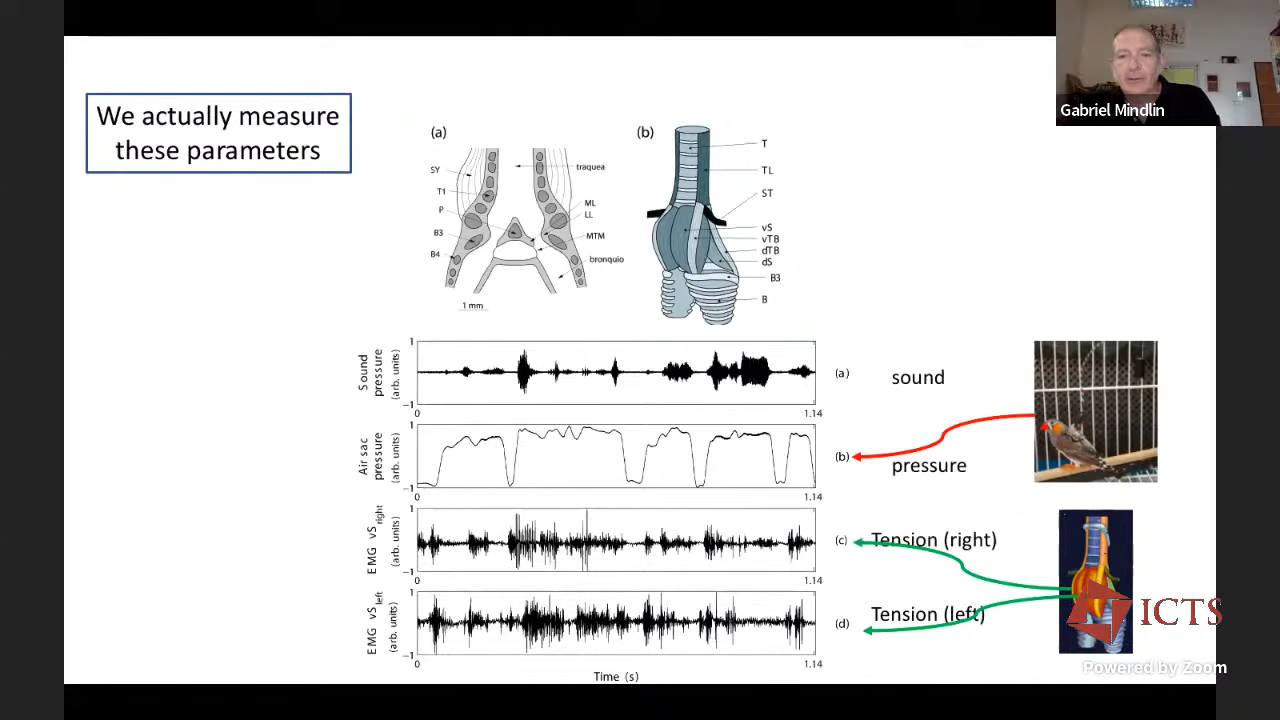 Gabriel Mindlin
We actually measure
these parameters
(a)
SY
T1
P
B3
B4
traquea
ML
LL
MTM
bronquio
1 mm
(b)
T
TL
ST
vS
vTB
dTB
dS
B3
B
Sound
pressure
(arb. units)
1
−1
0
1.14
(a)
sound
Air sac
pressure
(arb. units)
1
−1
0
1.14
(b)
pressure
EMG vS right
(arb. units)
1
−1
0
1.14
(c)
Tension (right)
EMG vS left
(arb. units)
1
−1
0
1.14
(d)
Tension (left)
Time (s)
ICTS
Powered by Zoom